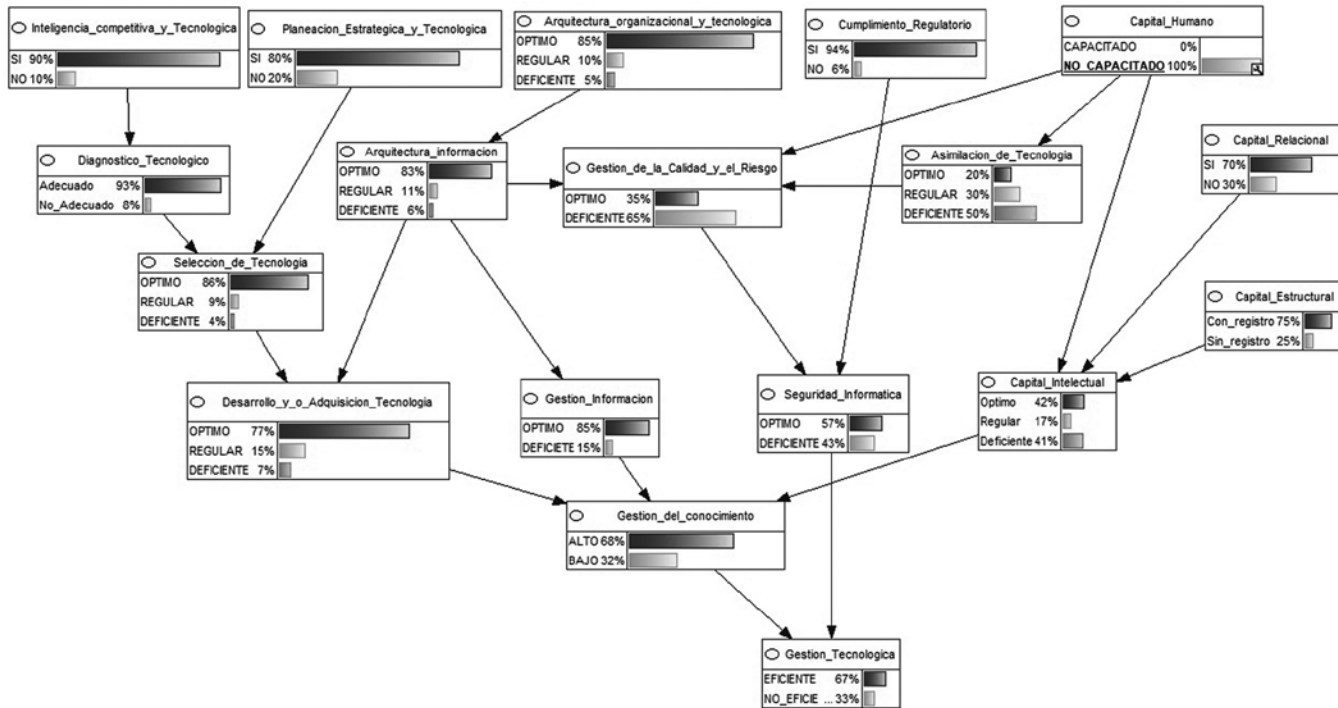 Inteligencia_competitiva_y_Tecnologica
SI 90%
NO 10%
Planeacion_Estrategica_y_Tecnologica
SI 80%
NO 20%
Arquitectura_organizacional_y_tecnologica
OPTIMO 85%
REGULAR 10%
DEFICIENTE 5%
Cumplimiento_Regulatorio
SI 94%
NO 6%
Capital_Humano
CAPACITADO 0%
NO_CAPACITADO 100%
Diagnostico_Tecnologico
Adecuado 93%
No_Adecuado 8%
Arquitectura_informacion
OPTIMO 83%
REGULAR 11%
DEFICIENTE 6%
Gestion_de_la_Calidad_y_el_Riesgo
OPTIMO 35%
DEFICIENTE 65%
Asimilacion_de_Tecnologia
OPTIMO 20%
REGULAR 30%
DEFICIENTE 50%
Capital_Relacional
SI 70%
NO 30%
Seleccion_de_Tecnologia
OPTIMO 86%
REGULAR 9%
DEFICIENTE 4%
Capital_Estructural
Con_registro 75%
Sin_registro 25%
Desarrollo_y_o_Adquisicion_Tecnologia
OPTIMO 77%
REGULAR 15%
DEFICIENTE 7%
Gestion_Informacion
OPTIMO 85%
DEFICIETE 15%
Seguridad_Informatica
OPTIMO 57%
DEFICIENTE 43%
Capital_Intelectual
Optimo 42%
Regular 17%
Deficiente 41%
Gestion_del_conocimiento
ALTO 68%
BAJO 32%
Gestion_Tecnologica
EFICIENTE 67%
NO_EFICIE ... 33%